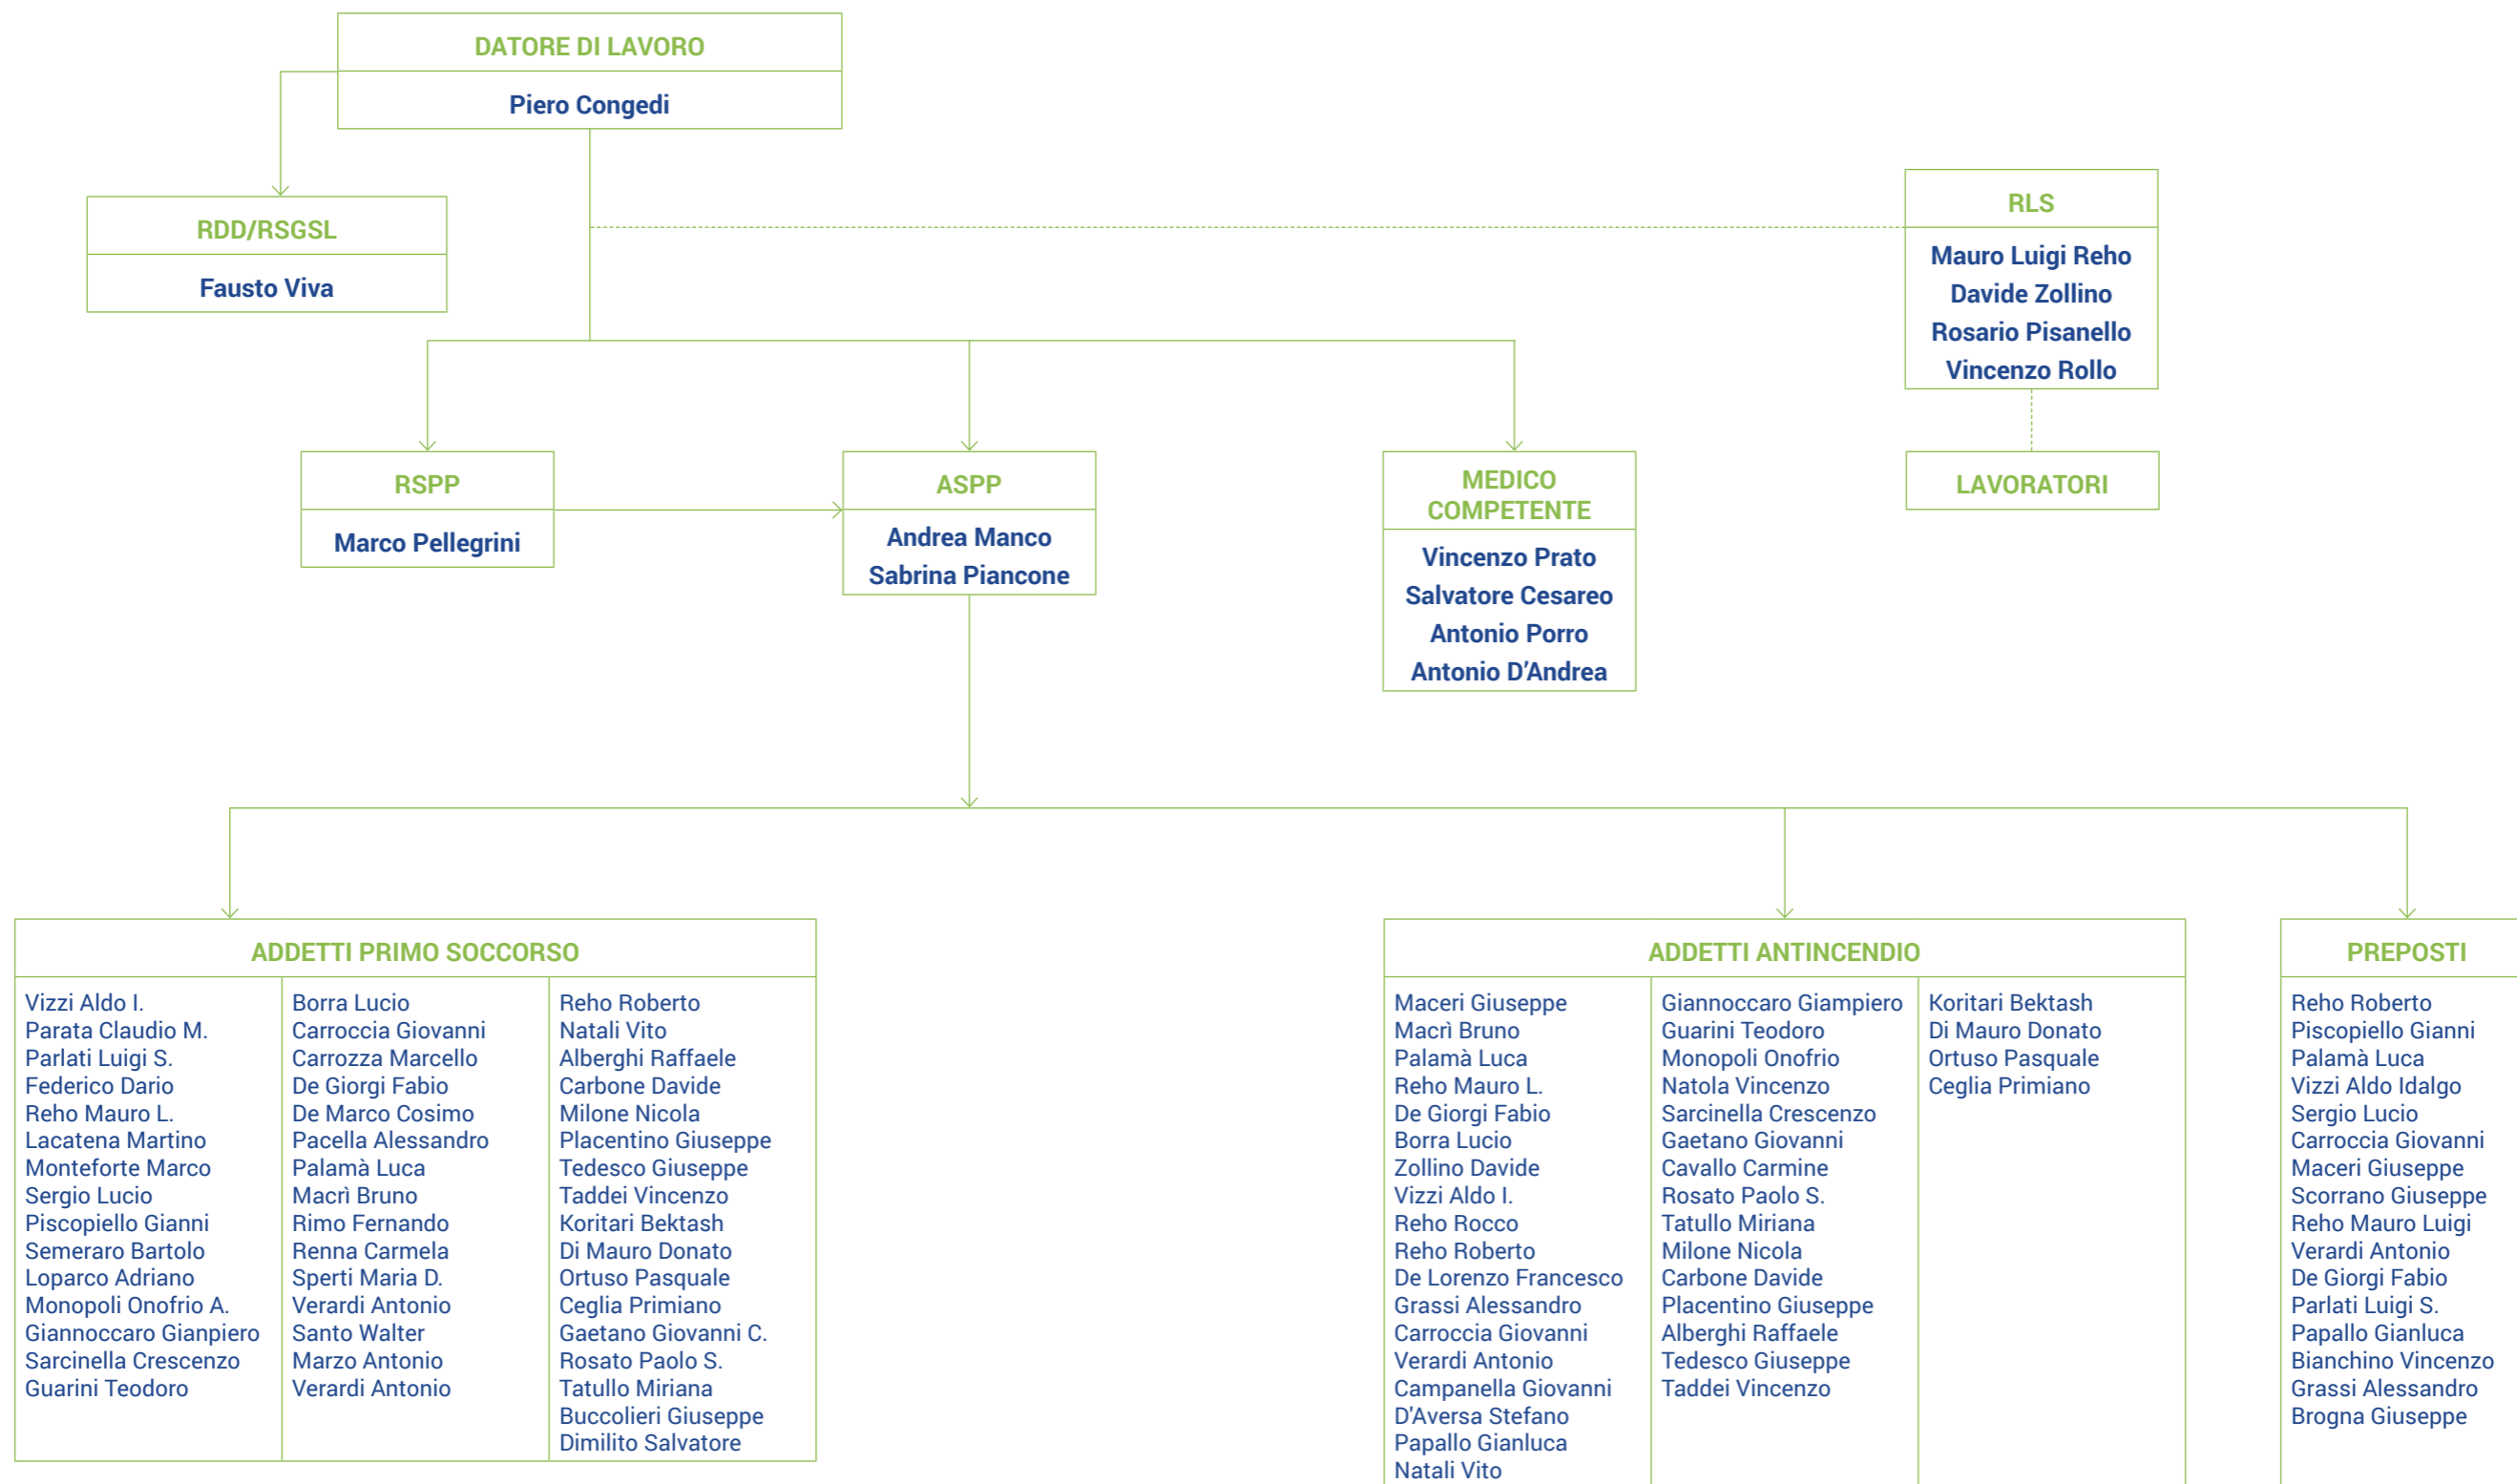 DATORE DI LAVORO
Piero Congedi
RDD/RSGSL
Fausto Viva
RLS
Mauro Luigi Reho
Davide Zollino
Rosario Pisanello
Vincenzo Rollo
RSPP
Marco Pellegrini
ASPP
Andrea Manco
Sabrina Piancone
MEDICO
COMPETENTE
Vincenzo Prato
Salvatore Cesareo
Antonio Porro
Antonio D’Andrea
LAVORATORI
ADDETTI PRIMO SOCCORSO
Vizzi Aldo I.
Parata Claudio M.
Parlati Luigi S.
Federico Dario
Reho Mauro L.
Lacatena Martino
Monteforte Marco
Sergio Lucio
Piscopiello Gianni
Semeraro Bartolo
Loparco Adriano
Monopoli Onofrio A.
Giannoccaro Gianpiero
Sarcinella Crescenzo
Guarini Teodoro
Borra Lucio
Carroccia Giovanni
Carrozza Marcello
De Giorgi Fabio
De Marco Cosimo
Pacella Alessandro
Palamà Luca
Macrì Bruno
Rimo Fernando
Renna Carmela
Sperti Maria D.
Verardi Antonio
Santo Walter
Marzo Antonio
Verardi Antonio
Reho Roberto
Natali Vito
Alberghi Raffaele
Carbone Davide
Milone Nicola
Placentino Giuseppe
Tedesco Giuseppe
Taddei Vincenzo
Koritari Bektash
Di Mauro Donato
Ortuso Pasquale
Ceglia Primiano
Gaetano Giovanni C.
Rosato Paolo S.
Tatullo Miriana
Buccolieri Giuseppe
Dimilito Salvatore
ADDETTI ANTINCENDIO
Maceri Giuseppe
Macrì Bruno
Palamà Luca
Reho Mauro L.
De Giorgi Fabio
Borra Lucio
Zollino Davide
Vizzi Aldo I.
Reho Rocco
Reho Roberto
De Lorenzo Francesco
Grassi Alessandro
Carroccia Giovanni
Verardi Antonio
Campanella Giovanni
D'Aversa Stefano
Papallo Gianluca
Natali Vito
Giannoccaro Giampiero
Guarini Teodoro
Monopoli Onofrio
Natola Vincenzo
Sarcinella Crescenzo
Gaetano Giovanni
Cavallo Carmine
Rosato Paolo S.
Tatullo Miriana
Milone Nicola
Carbone Davide
Placentino Giuseppe
Alberghi Raffaele
Tedesco Giuseppe
Taddei Vincenzo
Koritari Bektash
Di Mauro Donato
Ortuso Pasquale
Ceglia Primiano
PREPOSTI
Reho Roberto
Piscopiello Gianni
Palamà Luca
Vizzi Aldo Idalgo
Sergio Lucio
Carroccia Giovanni
Maceri Giuseppe
Scorrano Giuseppe
Reho Mauro Luigi
Verardi Antonio
De Giorgi Fabio
Parlati Luigi S.
Papallo Gianluca
Bianchino Vincenzo
Grassi Alessandro
Brogna Giuseppe